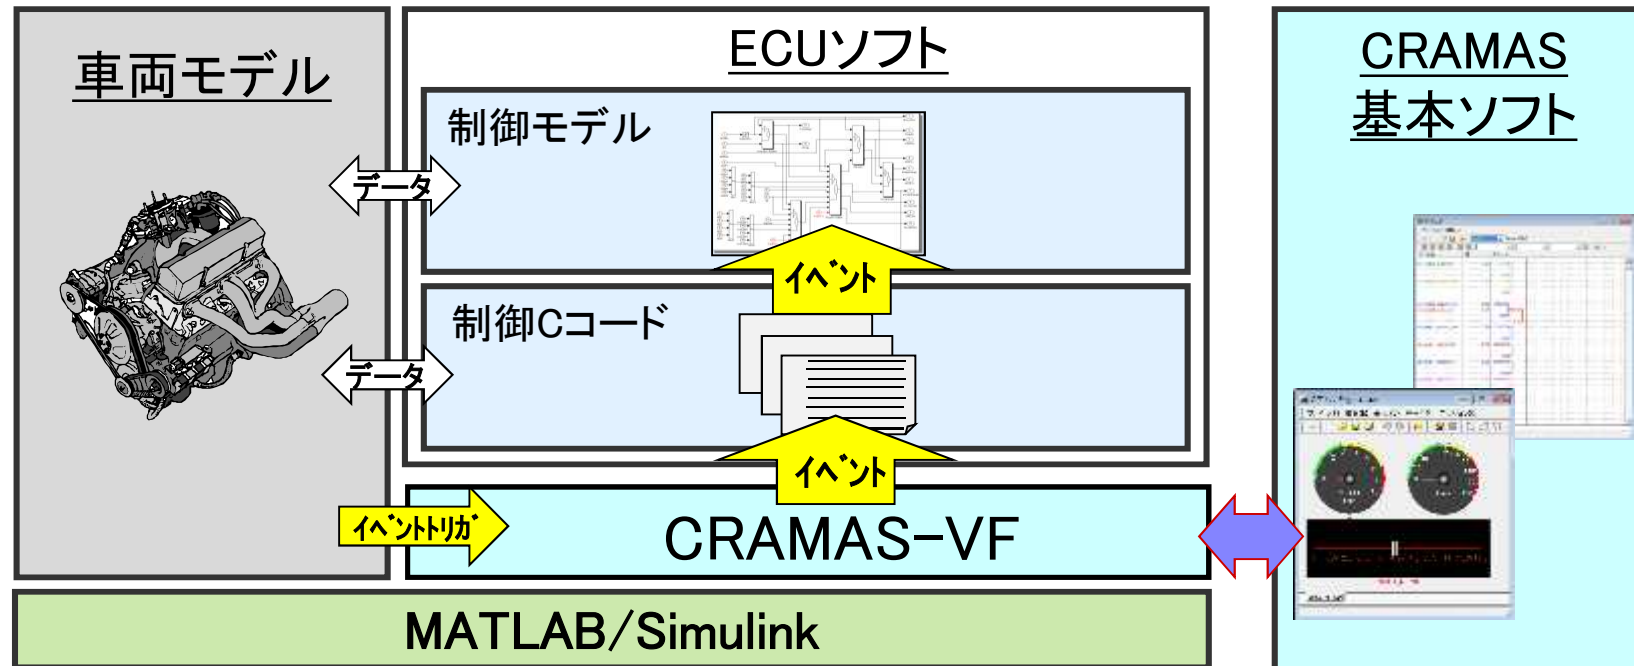 車両モデル
ECUソフト
制御モデル
データ
イベント
制御Cコード
データ
イベント
イベントトリガ
CRAMAS-VF
MATLAB/Simulink
CRAMAS
基本ソフト